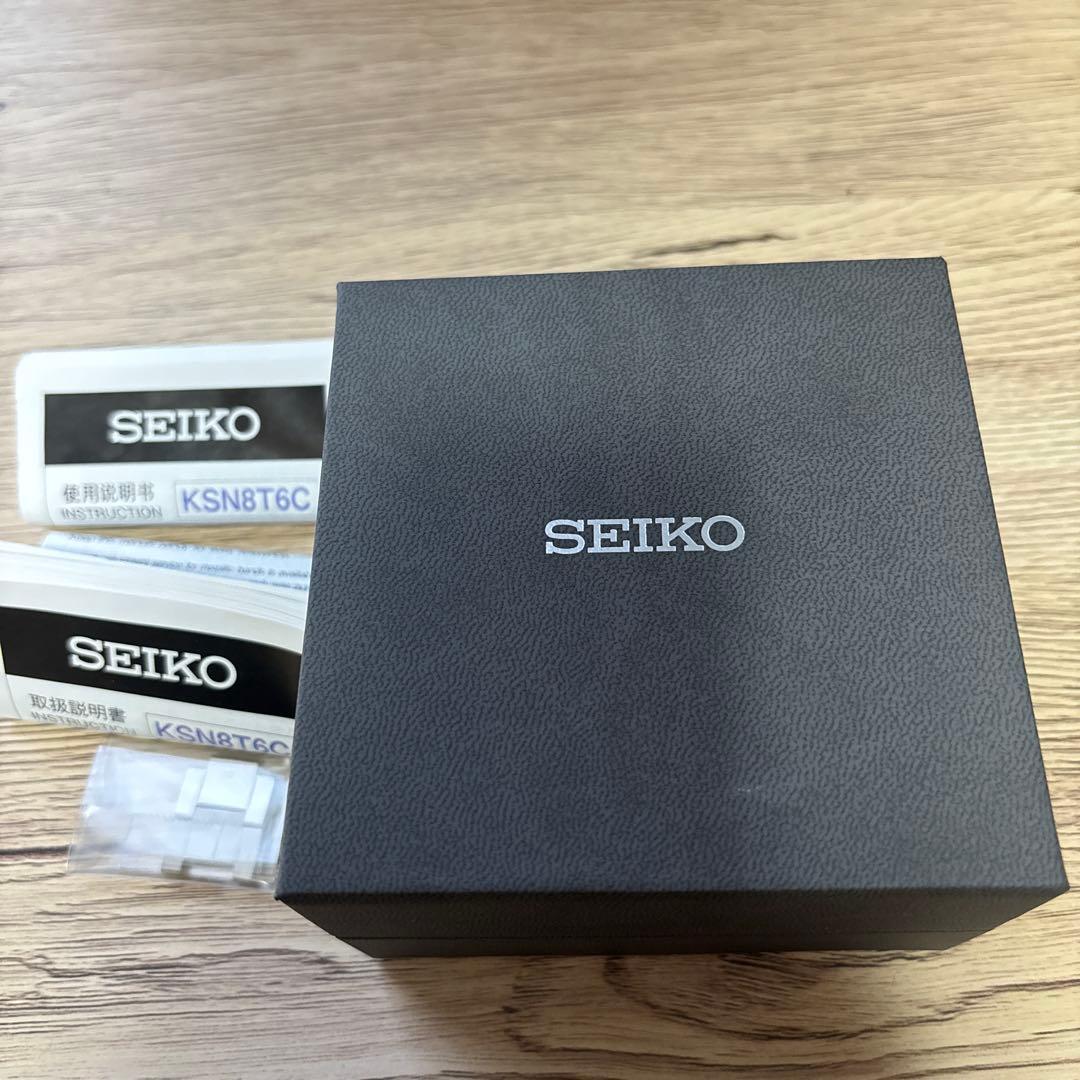 SEIKO
使用说明书
INSTRUCTION
KSN8T6C
SEIKO
取扱説明書
INSTRUCTION
KSN8T6C
SEIKO